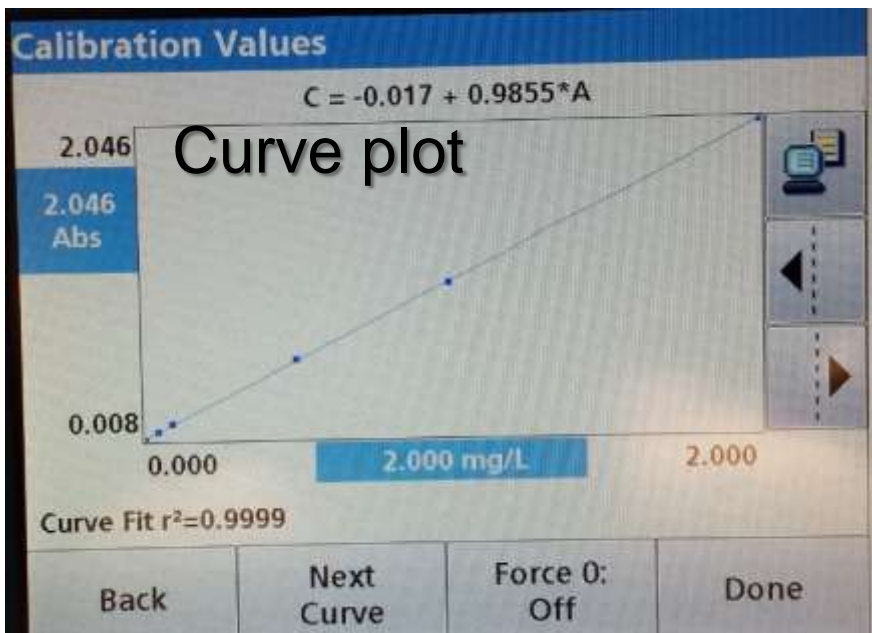 Calibration Values
C = -0.017 + 0.9855*A
Curve plot
2.046
2.046
Abs
0.008
0.000
2.000 mg/L
2.000
Curve Fit r²=0.9999
Back
Next
Curve
Force 0:
Off
Done